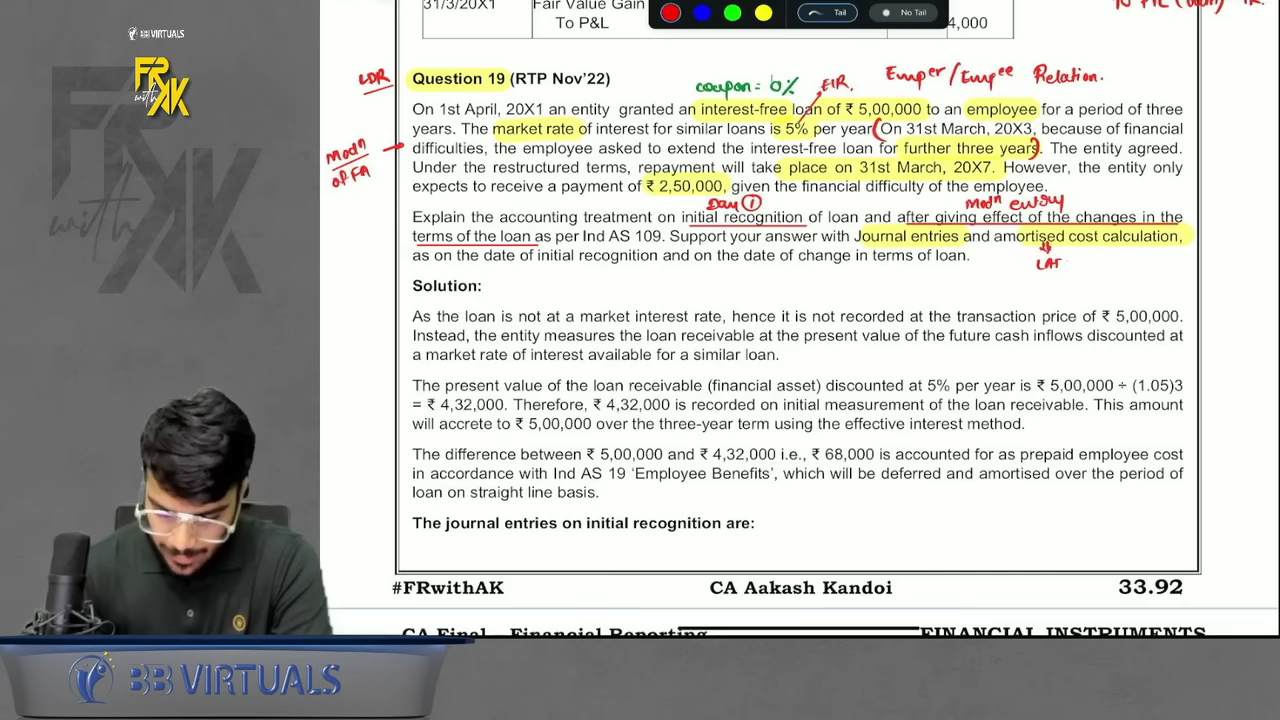 31/3/20X1 Fair Value Gain
To P&L
4,000
Tail
No Tail
BB VIRTUALS
FR with AK
LDR
Question 19 (RTP Nov'22)
coupon = 0% EIR.
Emper/Empee Relation.
On 1st April, 20X1 an entity granted an interest-free loan of ₹ 5,00,000 to an employee for a period of three
years. The market rate of interest for similar loans is 5% per year (On 31st March, 20X3, because of financial
difficulties, the employee asked to extend the interest-free loan for further three years). The entity agreed.
Under the restructured terms, repayment will take place on 31st March, 20X7. However, the entity only
expects to receive a payment of ₹ 2,50,000, given the financial difficulty of the employee.
Modn
of FA
Day ①
Modn entry
Explain the accounting treatment on initial recognition of loan and after giving effect of the changes in the
terms of the loan as per Ind AS 109. Support your answer with Journal entries and amortised cost calculation,
as on the date of initial recognition and on the date of change in terms of loan.
LAT
Solution:
As the loan is not at a market interest rate, hence it is not recorded at the transaction price of ₹ 5,00,000.
Instead, the entity measures the loan receivable at the present value of the future cash inflows discounted at
a market rate of interest available for a similar loan.
The present value of the loan receivable (financial asset) discounted at 5% per year is ₹ 5,00,000 ÷ (1.05)3
= ₹ 4,32,000. Therefore, ₹ 4,32,000 is recorded on initial measurement of the loan receivable. This amount
will accrete to ₹ 5,00,000 over the three-year term using the effective interest method.
The difference between ₹ 5,00,000 and ₹ 4,32,000 i.e., ₹ 68,000 is accounted for as prepaid employee cost
in accordance with Ind AS 19 'Employee Benefits', which will be deferred and amortised over the period of
loan on straight line basis.
The journal entries on initial recognition are:
#FRwithAK CA Aakash Kandoi 33.92
CA Final Financial Reporting FINANCIAL INSTRUMENTS
BB VIRTUALS